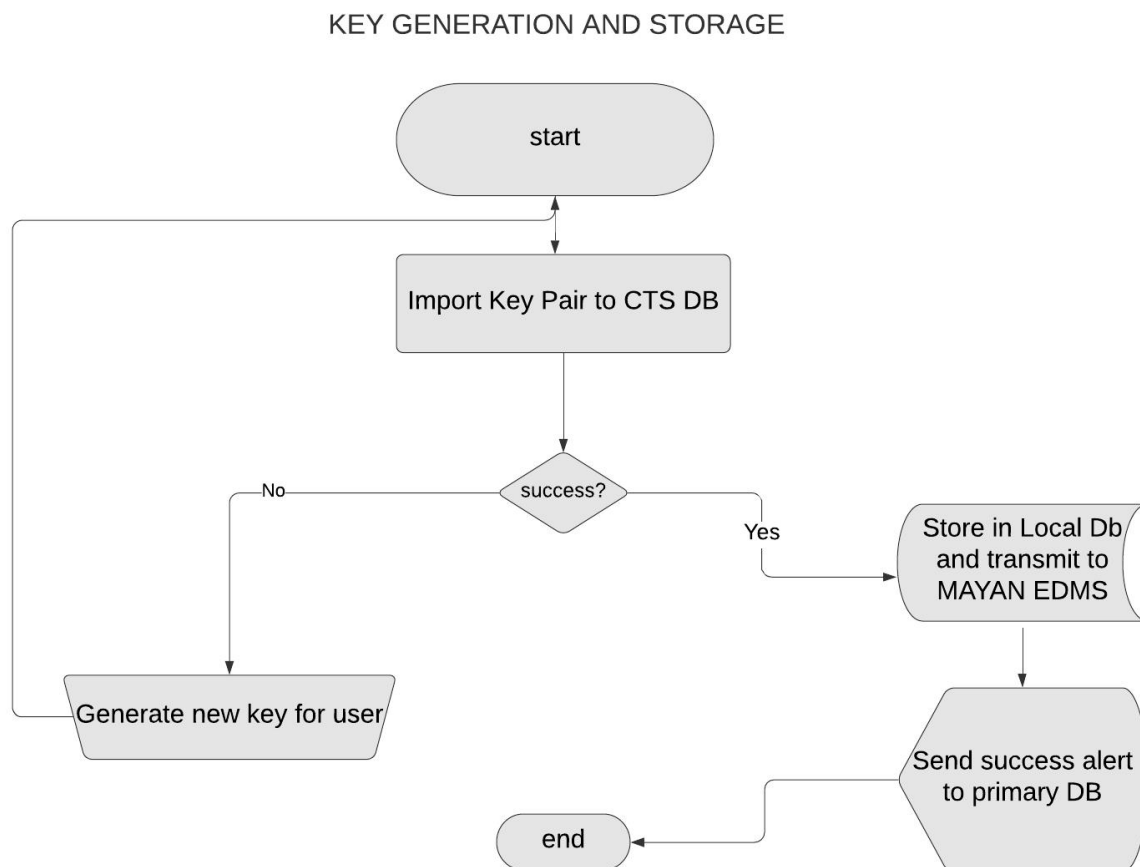 KEY GENERATION AND STORAGE
start
Import Key Pair to CTS DB
success?
No
Yes
Store in Local Db
and transmit to
MAYAN EDMS
Generate new key for user
Send success alert
to primary DB
end